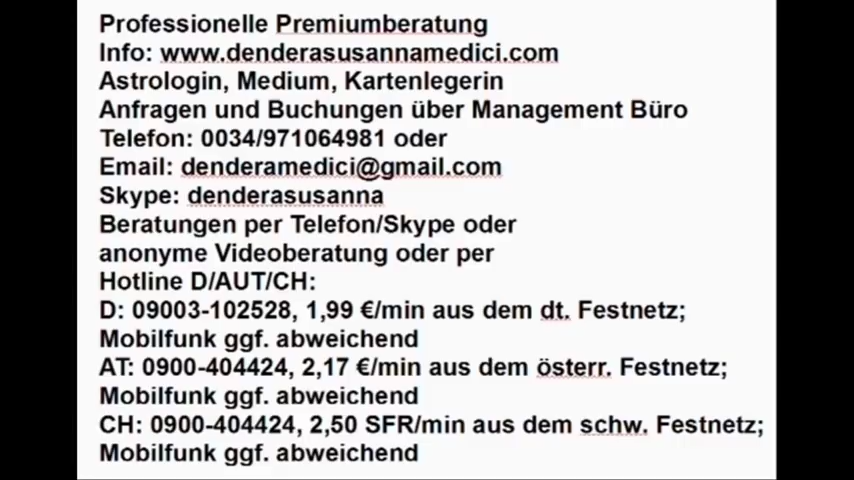 Professionelle Premiumberatung
Info: www.denderasusannamedici.com
Astrologin, Medium, Kartenlegerin
Anfragen und Buchungen über Management Büro
Telefon: 0034/971064981 oder
Email: denderamedici@gmail.com
Skype: denderasusanna
Beratungen per Telefon/Skype oder
anonyme Videoberatung oder per
Hotline D/AUT/CH:
D: 09003-102528, 1,99 €/min aus dem dt. Festnetz;
Mobilfunk ggf. abweichend
AT: 0900-404424, 2,17 €/min aus dem österr. Festnetz;
Mobilfunk ggf. abweichend
CH: 0900-404424, 2,50 SFR/min aus dem schw. Festnetz;
Mobilfunk ggf. abweichend